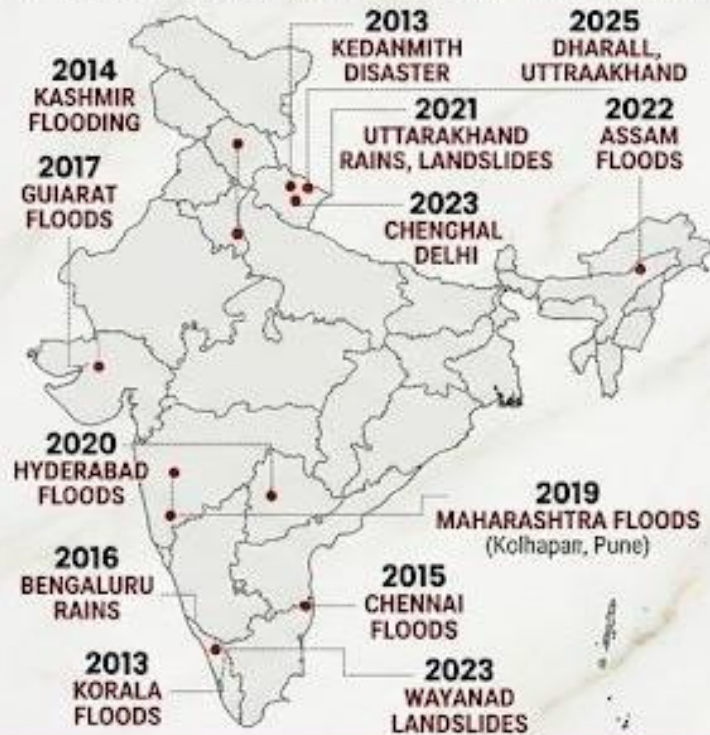 2013
KEDANMITH
DISASTER
2025
DHARALL,
UTTRAAKHAND
2014
KASHMIR
FLOODING
2021
UTTARAKHAND
RAINS, LANDSLIDES
2022
ASSAM
FLOODS
2017
GUIARAT
FLOODS
2023
CHENGHAL
DELHI
2020
HYDERABAD
FLOODS
2019
MAHARASHTRA FLOODS
(Kolhaparr, Pune)
2016
BENGALURU
RAINS
2015
CHENNAI
FLOODS
2013
KORALA
FLOODS
2023
WAYANAD
LANDSLIDES